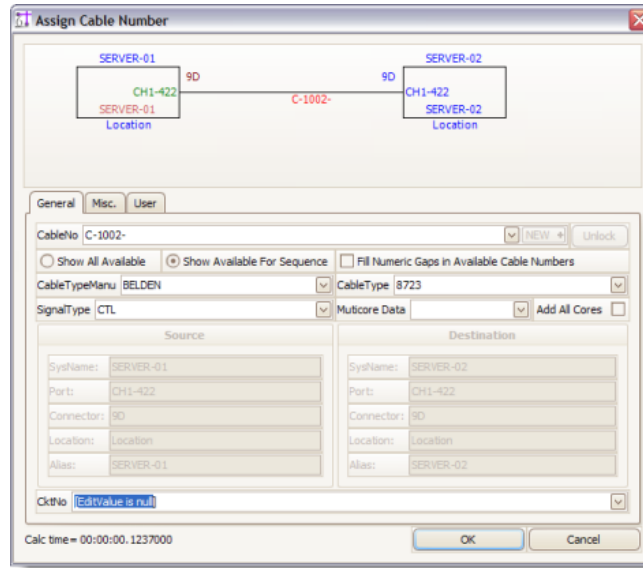 Assign Cable Number
SERVER-01 SERVER-02
9D 9D
CH1-422 CH1-422
C-1002-
SERVER-01 SERVER-02
Location Location
General Misc. User
CableNo C-1002- NEW + Unlock
Show All Available Show Available For Sequence Fill Numeric Gaps in Available Cable Numbers
CableTypeManu BELDEN CableType 8723
SignalType CTL Muticore Data Add All Cores
Source Destination
SysName: SERVER-01 SysName: SERVER-02
Port: CH1-422 Port: CH1-422
Connector: 9D Connector: 9D
Location: Location Location: Location
Alias: SERVER-01 Alias: SERVER-02
CktNo [EditValue is null]
Calc time= 00:00:00.1237000 OK Cancel